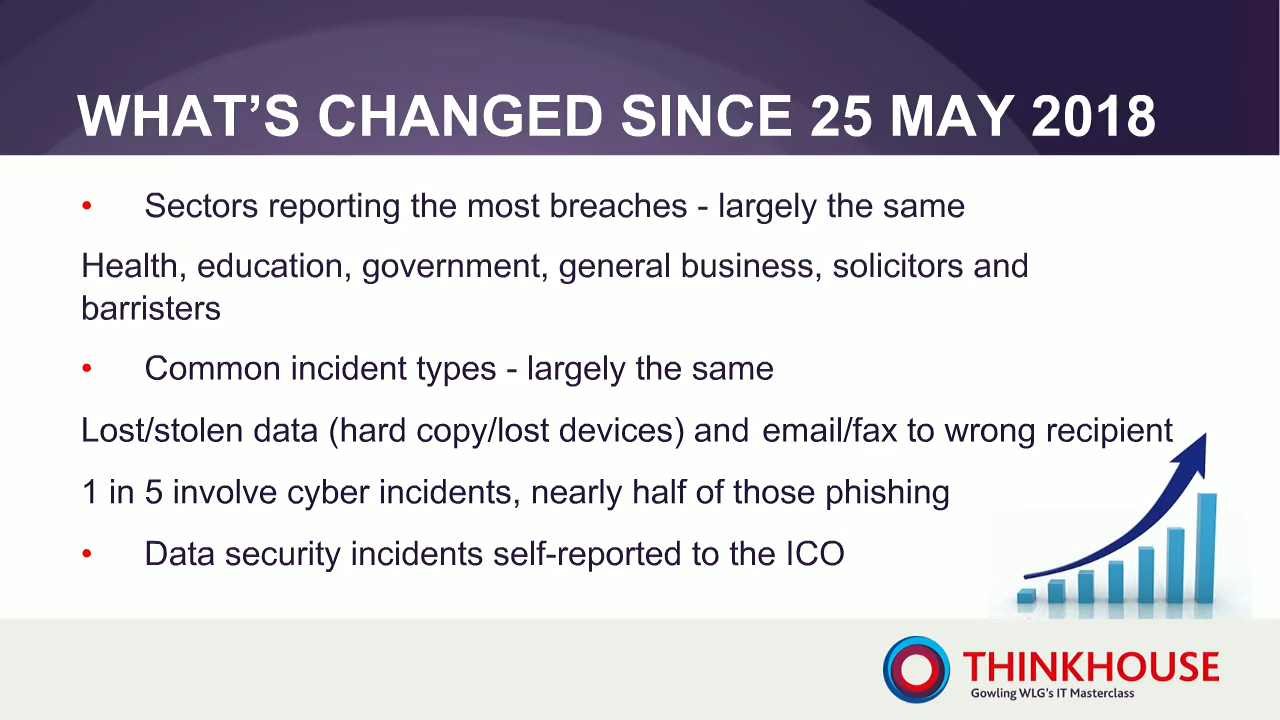 WHAT’S CHANGED SINCE 25 MAY 2018
• Sectors reporting the most breaches - largely the same
Health, education, government, general business, solicitors and
barristers
• Common incident types - largely the same
Lost/stolen data (hard copy/lost devices) and email/fax to wrong recipient
1 in 5 involve cyber incidents, nearly half of those phishing
• Data security incidents self-reported to the ICO
THINKHOUSE
Gowling WLG's IT Masterclass